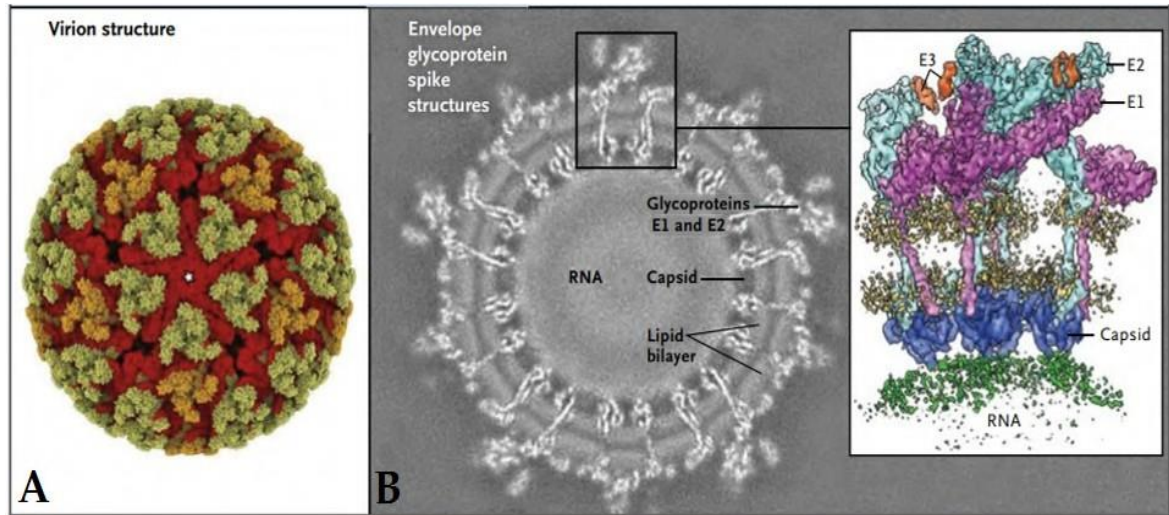 Virion structure
A
Envelope
glycoprotein
spike
structures
Glycoproteins
E1 and E2
RNA
Capsid
Lipid
bilayer
B
E3
E2
E1
Capsid
RNA